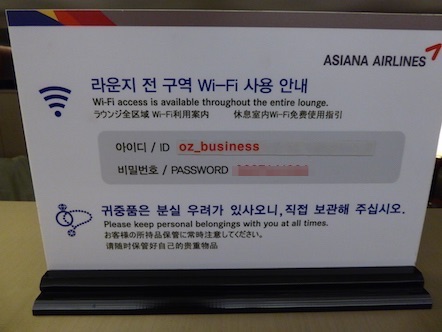 ASIANA AIRLINES
라운지 전 구역 Wi-Fi 사용 안내
Wi-Fi access is available throughout the entire lounge.
ラウンジ全区域 Wi-Fi利用案内 休息室内Wi-Fi免费使用指引
아이디 / ID oz_business
비밀번호 / PASSWORD
귀중품은 분실 우려가 있사오니, 직접 보관해 주십시오.
Please keep personal belongings with you at all times.
お客様の所持品保管に常時注意してください。
请随时保管好自己的贵重物品